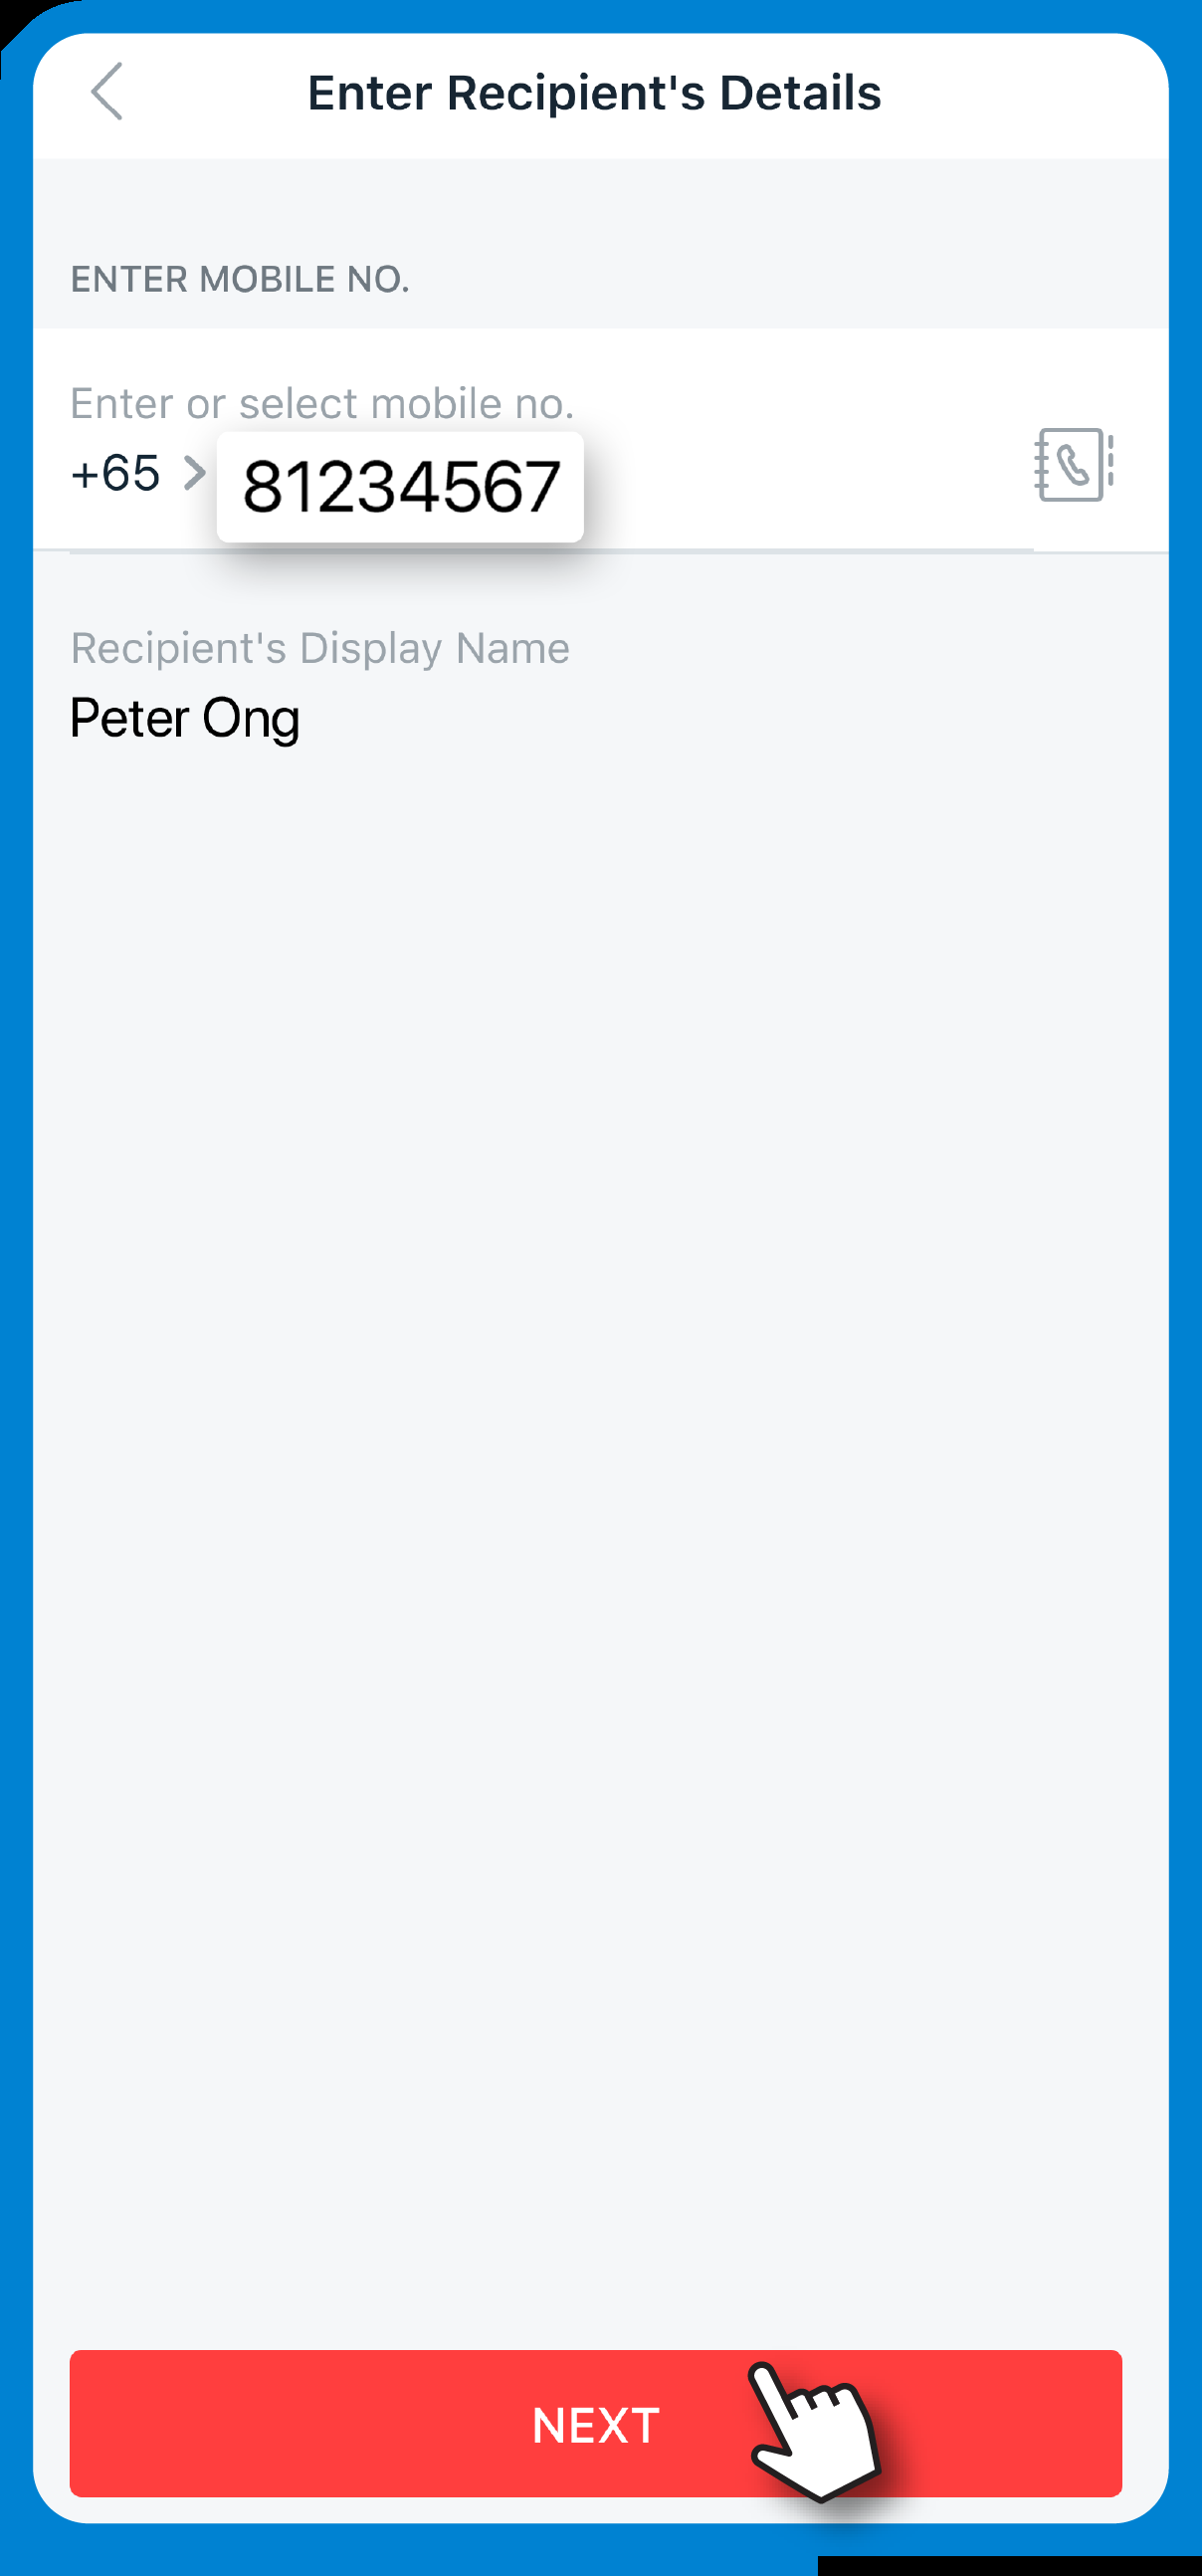 Enter Recipient's Details
ENTER MOBILE NO.
Enter or select mobile no.
+65 > 81234567
Recipient's Display Name
Peter Ong
NEXT